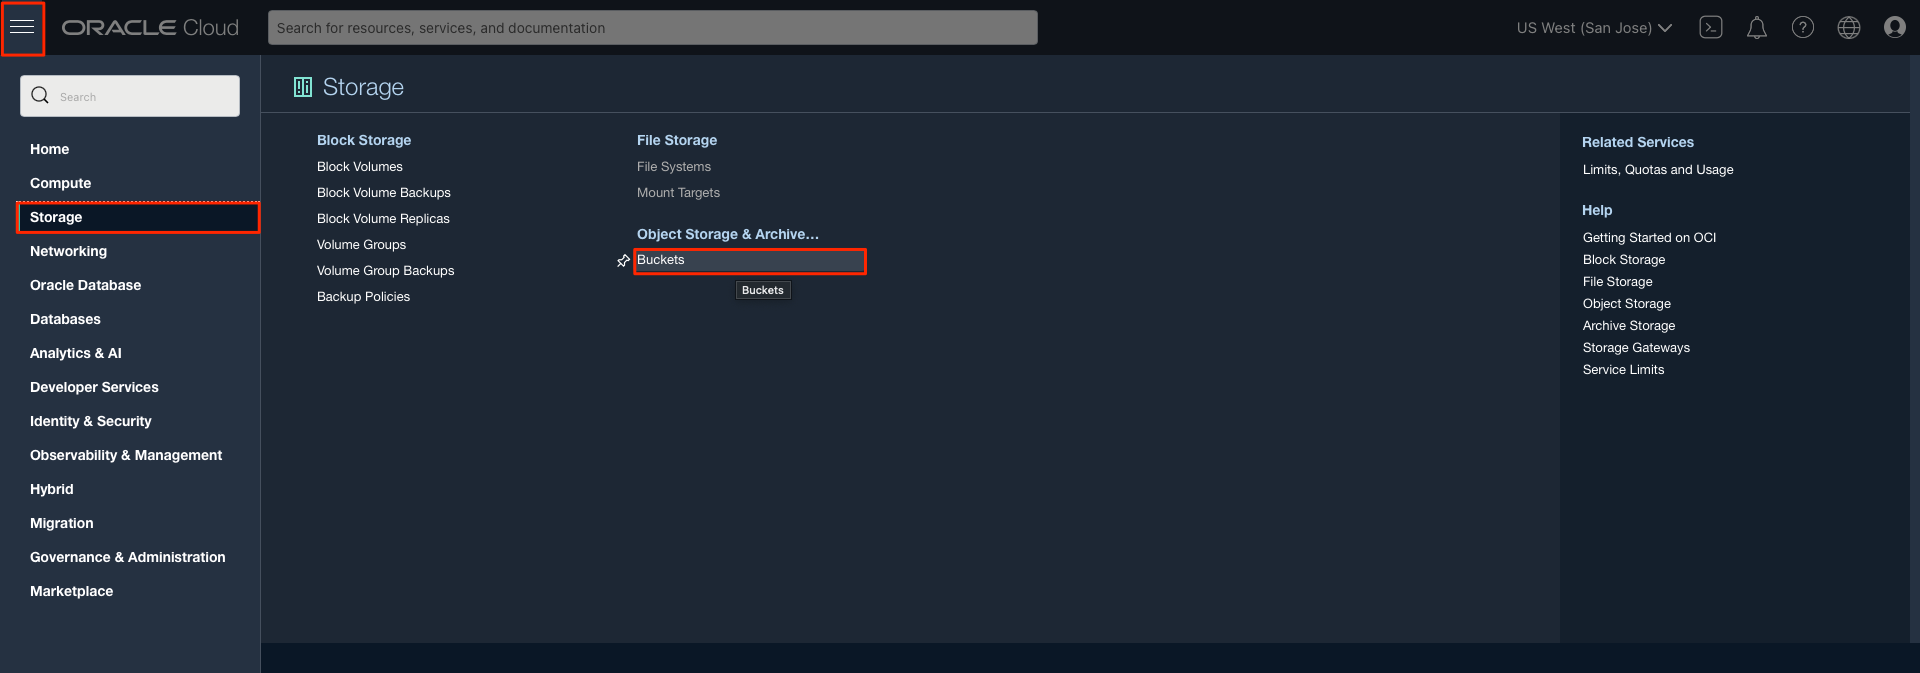 ORACLE Cloud
Search for resources, services, and documentation
US West (San Jose)
Search
Home
Compute
Storage
Networking
Oracle Database
Databases
Analytics & AI
Developer Services
Identity & Security
Observability & Management
Hybrid
Migration
Governance & Administration
Marketplace
Storage
Block Storage
Block Volumes
Block Volume Backups
Block Volume Replicas
Volume Groups
Volume Group Backups
Backup Policies
File Storage
File Systems
Mount Targets
Object Storage & Archive...
Buckets
Buckets
Related Services
Limits, Quotas and Usage
Help
Getting Started on OCI
Block Storage
File Storage
Object Storage
Archive Storage
Storage Gateways
Service Limits